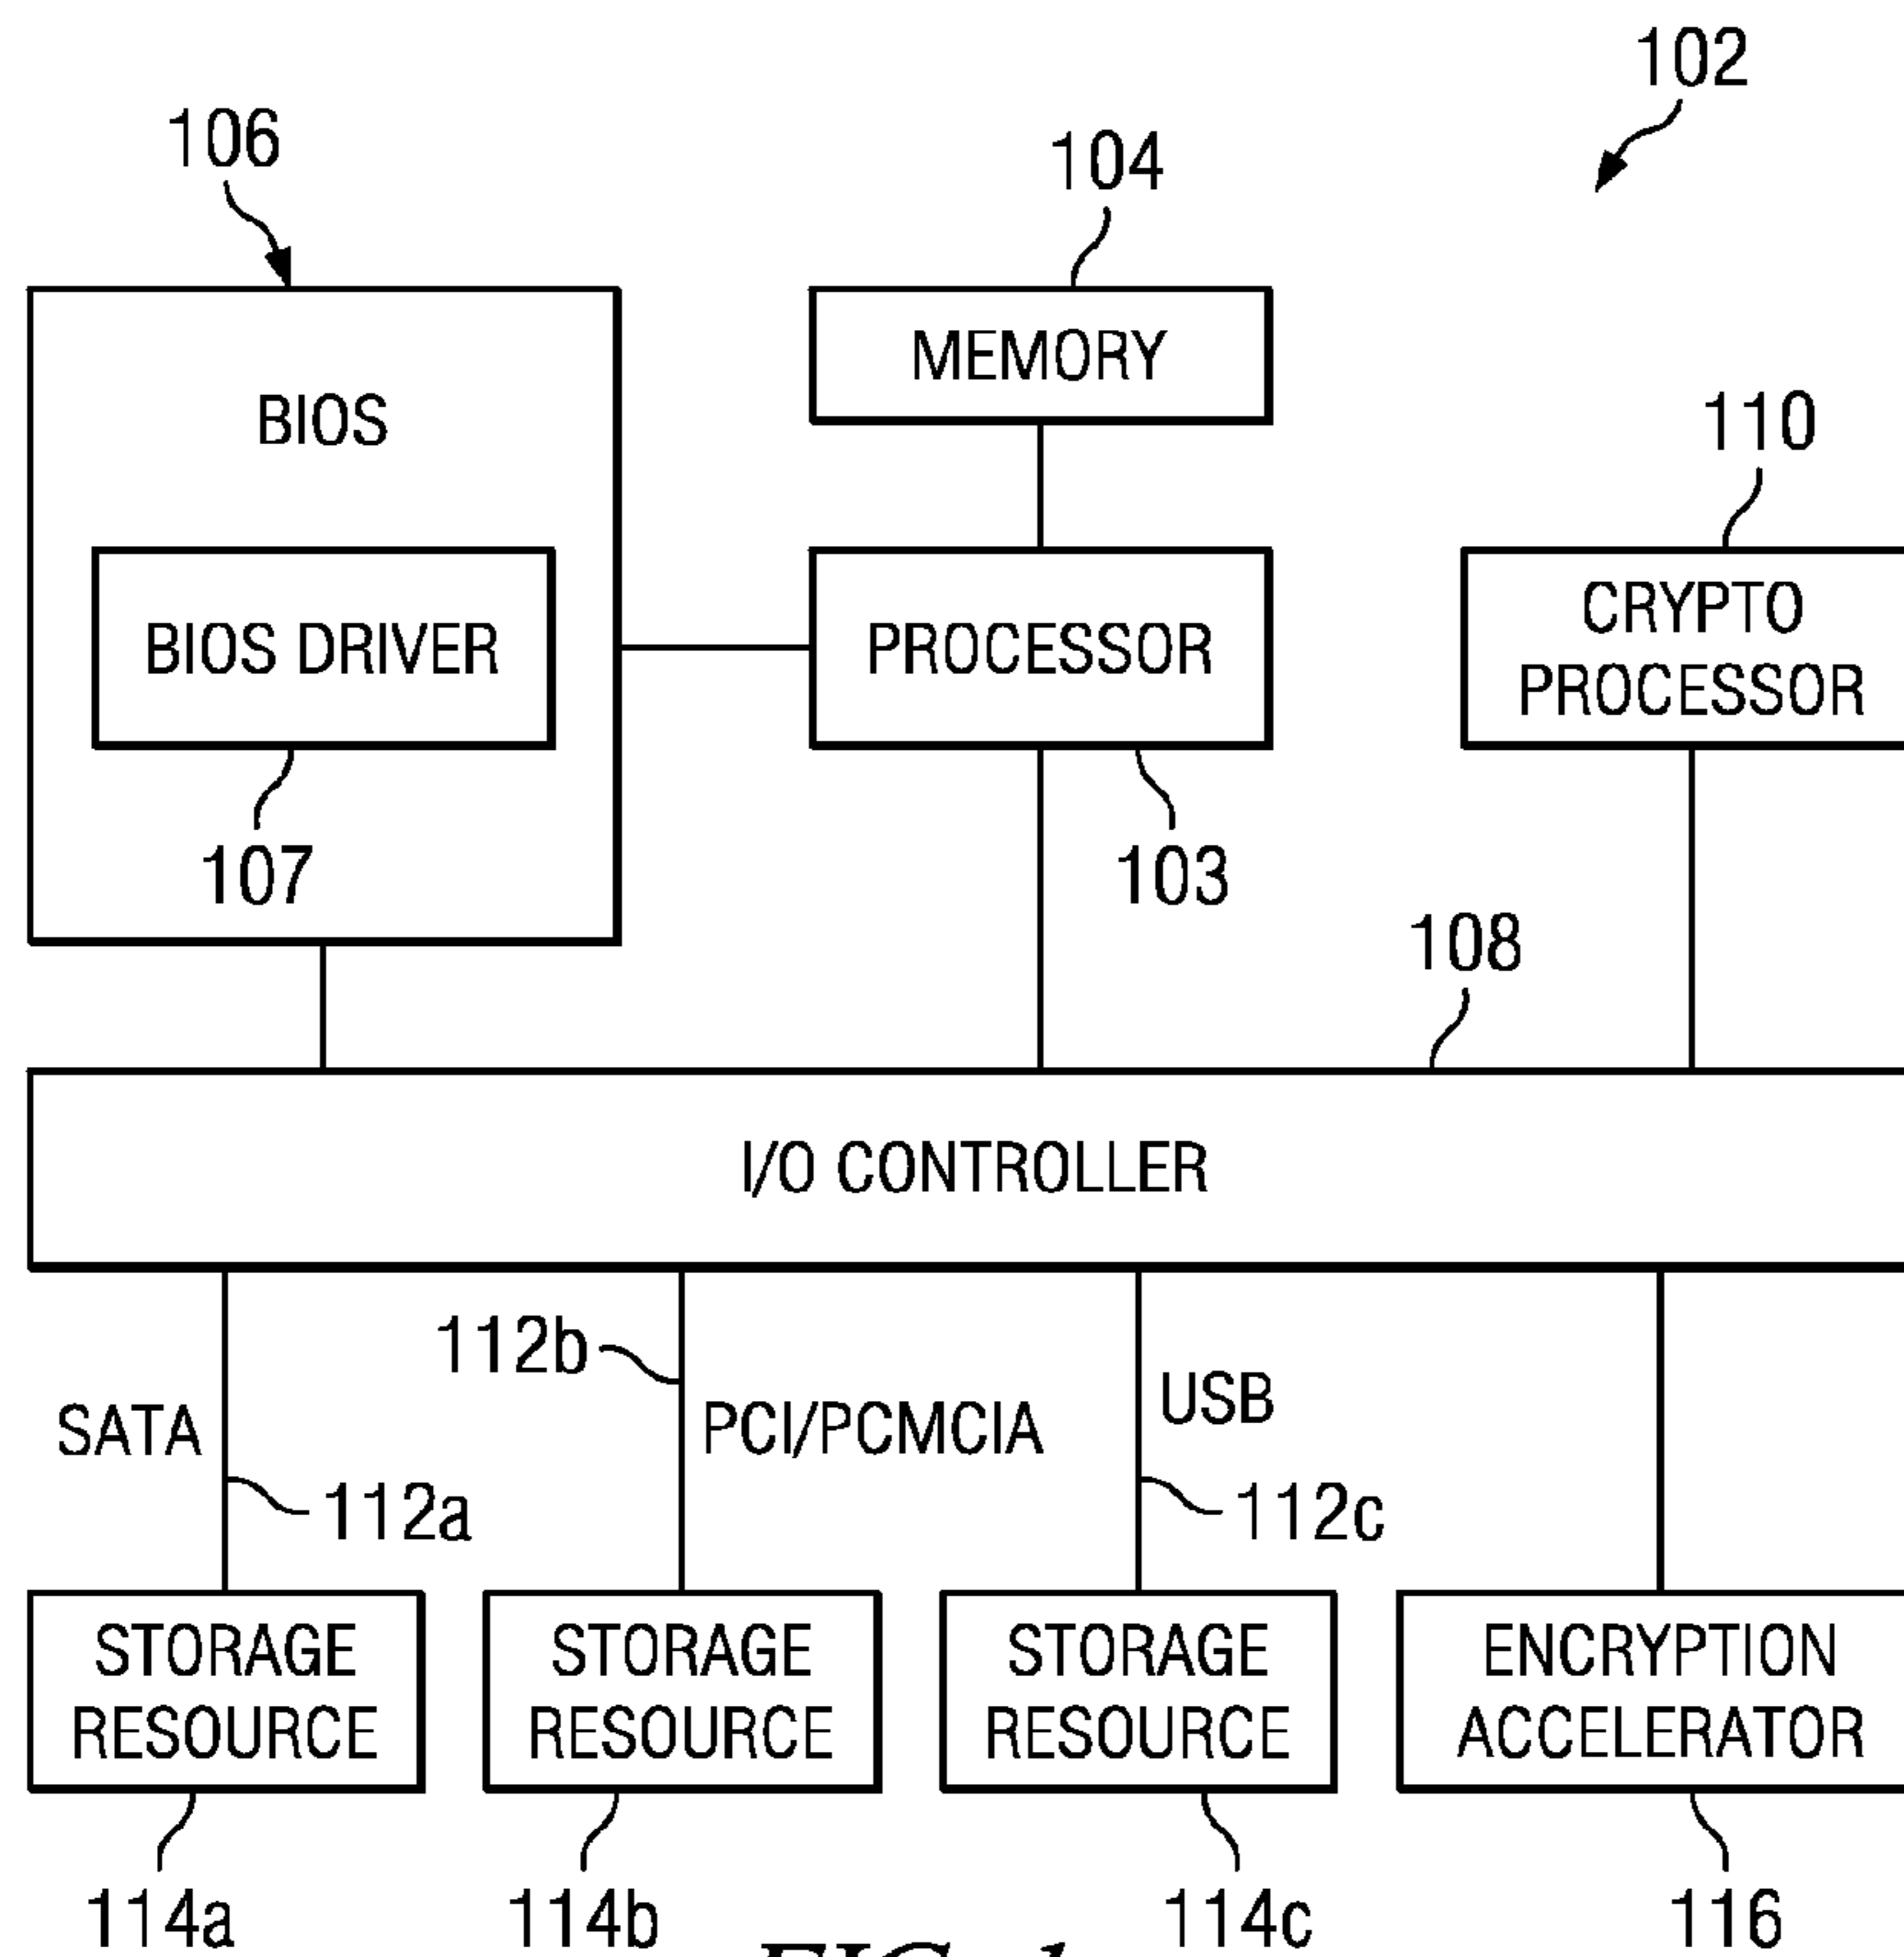 102
106
104
MEMORY
BIOS
110
BIOS DRIVER
PROCESSOR
CRYPTO
PROCESSOR
107
103
108
I/O CONTROLLER
112b
SATA
PCI/PCMCIA
USB
112a
112c
STORAGE
RESOURCE
STORAGE
RESOURCE
STORAGE
RESOURCE
ENCRYPTION
ACCELERATOR
114a
114b
114c
116